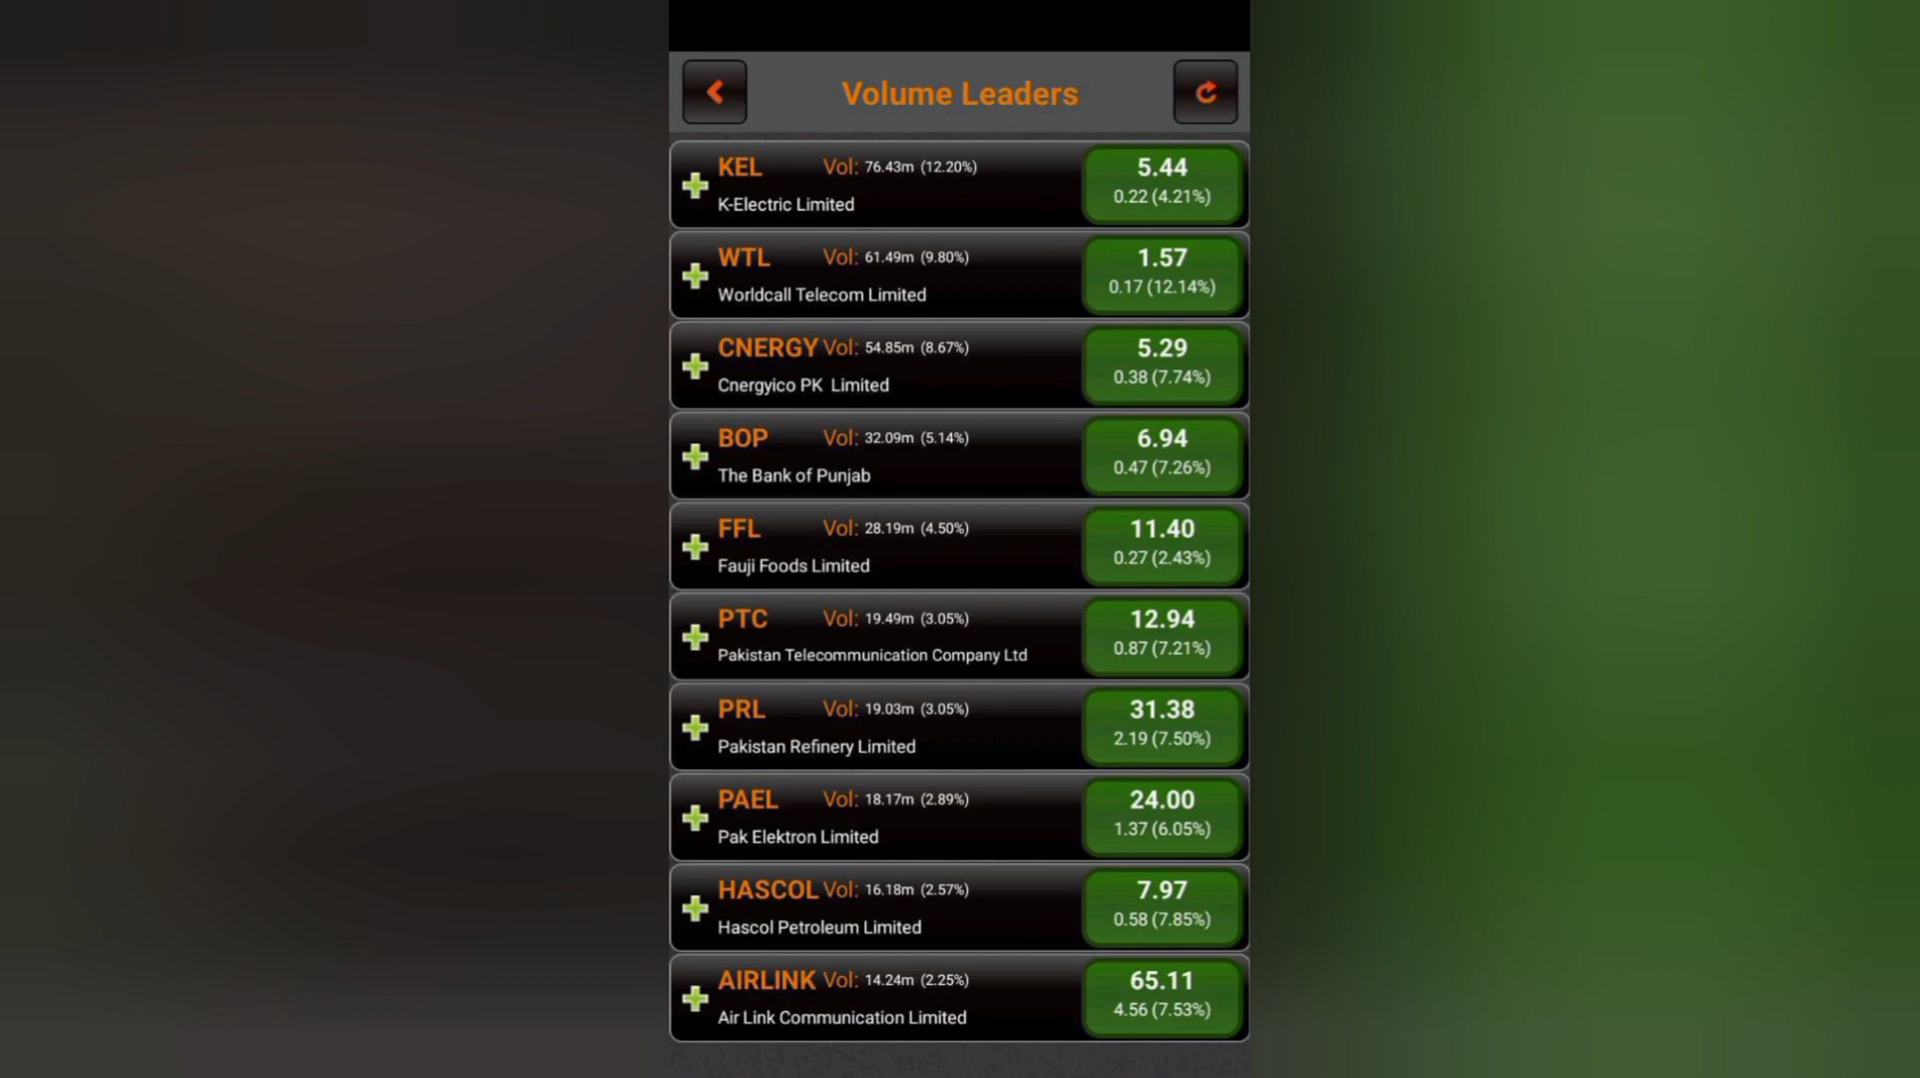 Volume Leaders
KEL Vol: 76.43m (12.20%) 5.44
K-Electric Limited 0.22 (4.21%)
WTL Vol: 61.49m (9.80%) 1.57
Worldcall Telecom Limited 0.17 (12.14%)
CNERGY Vol: 54.85m (8.67%) 5.29
Cnergyico PK Limited 0.38 (7.74%)
BOP Vol: 32.09m (5.14%) 6.94
The Bank of Punjab 0.47 (7.26%)
FFL Vol: 28.19m (4.50%) 11.40
Fauji Foods Limited 0.27 (2.43%)
PTC Vol: 19.49m (3.05%) 12.94
Pakistan Telecommunication Company Ltd 0.87 (7.21%)
PRL Vol: 19.03m (3.05%) 31.38
Pakistan Refinery Limited 2.19 (7.50%)
PAEL Vol: 18.17m (2.89%) 24.00
Pak Elektron Limited 1.37 (6.05%)
HASCOL Vol: 16.18m (2.57%) 7.97
Hascol Petroleum Limited 0.58 (7.85%)
AIRLINK Vol: 14.24m (2.25%) 65.11
Air Link Communication Limited 4.56 (7.53%)